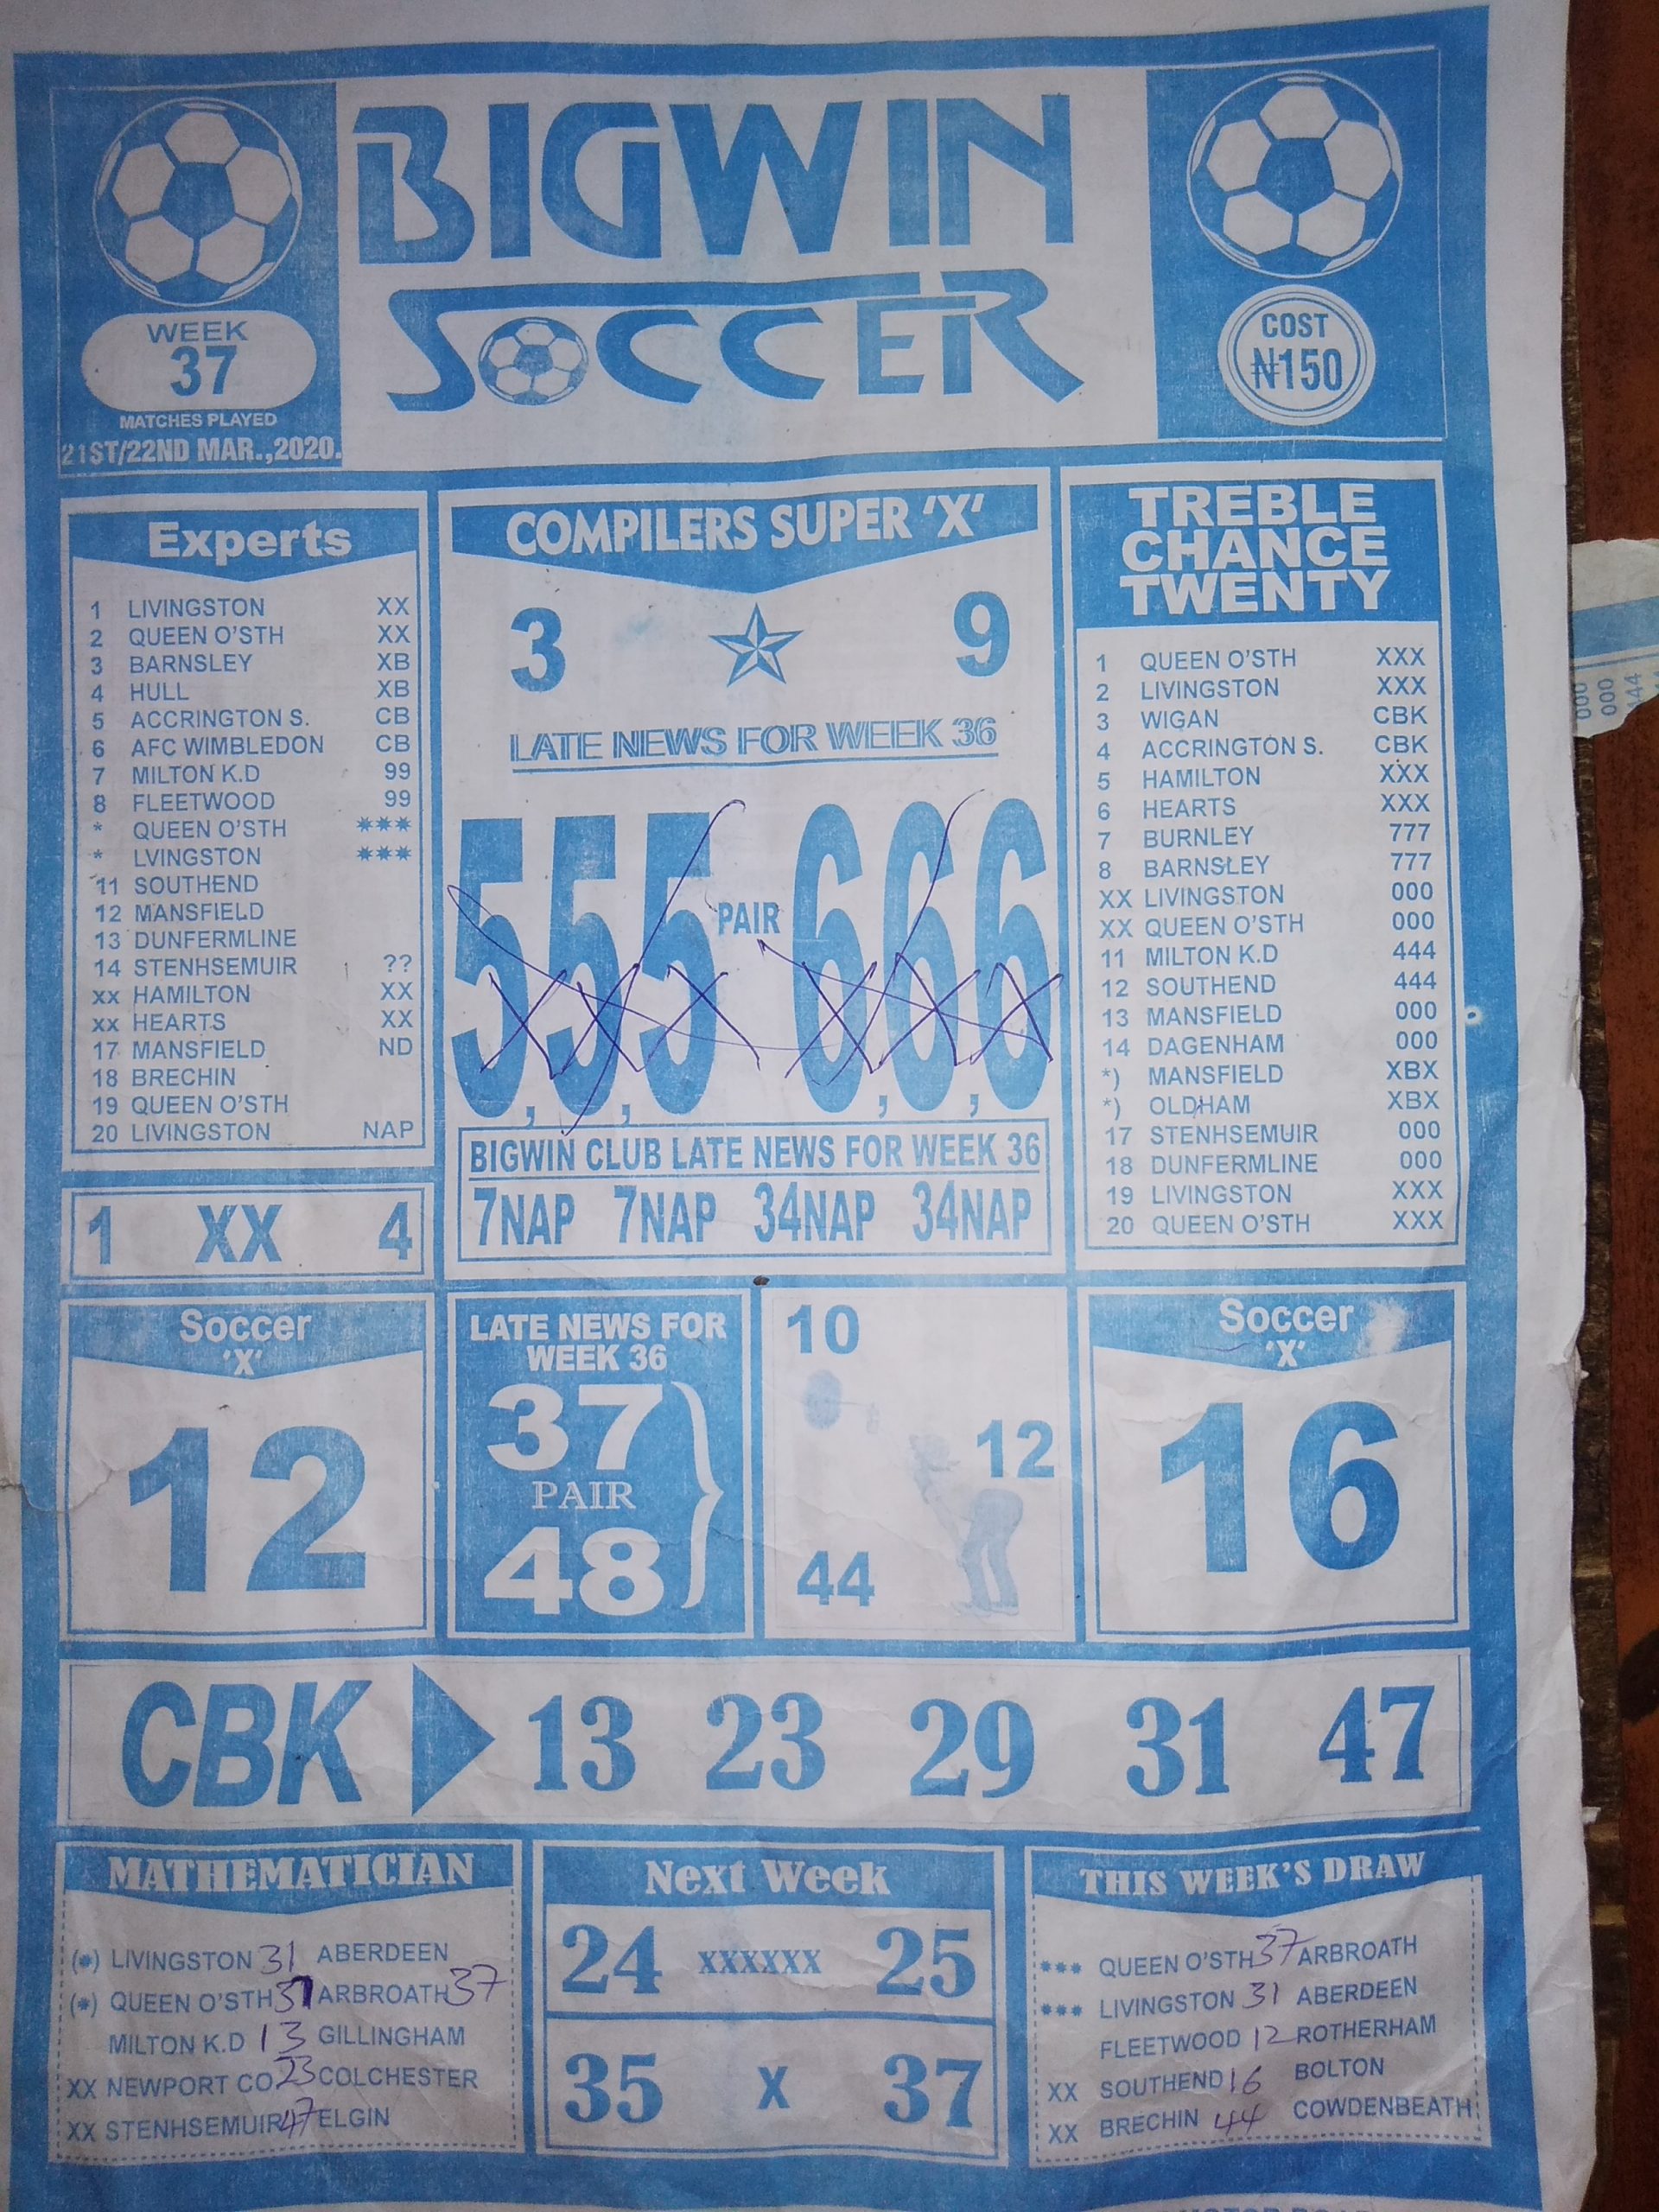 BIGWIN
SOCCER
WEEK
37
MATCHES PLAYED
21ST/22ND MAR.,2020.
COST
₦150
Experts
1 LIVINGSTON XX
2 QUEEN O'STH XX
3 BARNSLEY XB
4 HULL XB
5 ACCRINGTON S. CB
6 AFC WIMBLEDON CB
7 MILTON K.D 99
8 FLEETWOOD 99
* QUEEN O'STH ***
* LVINGSTON ***
11 SOUTHEND
12 MANSFIELD
13 DUNFERMLINE
14 STENHSEMUIR ??
xx HAMILTON XX
xx HEARTS XX
17 MANSFIELD ND
18 BRECHIN
19 QUEEN O'STH
20 LIVINGSTON NAP
1 XX 4
COMPILERS SUPER 'X'
3 9
LATE NEWS FOR WEEK 36
5,5,5 PAIR 6,6,6
XXX XXX
BIGWIN CLUB LATE NEWS FOR WEEK 36
7NAP 7NAP 34NAP 34NAP
TREBLE
CHANCE
TWENTY
1 QUEEN O'STH XXX
2 LIVINGSTON XXX
3 WIGAN CBK
4 ACCRINGTON S. CBK
5 HAMILTON XXX
6 HEARTS XXX
7 BURNLEY 777
8 BARNSLEY 777
XX LIVINGSTON 000
XX QUEEN O'STH 000
11 MILTON K.D 444
12 SOUTHEND 444
13 MANSFIELD 000
14 DAGENHAM 000
*) MANSFIELD XBX
*) OLDHAM XBX
17 STENHSEMUIR 000
18 DUNFERMLINE 000
19 LIVINGSTON XXX
20 QUEEN O'STH XXX
000
000
444
Soccer
'X'
12
LATE NEWS FOR
WEEK 36
37
PAIR
48
10
12
44
Soccer
'X'
16
CBK 13 23 29 31 47
MATHEMATICIAN
(*) LIVINGSTON 31 ABERDEEN
(*) QUEEN O'STH 37 ARBROATH 37
MILTON K.D 13 GILLINGHAM
XX NEWPORT CO 23 COLCHESTER
XX STENHSEMUIR 47 ELGIN
Next Week
24 XXXXXX 25
35 X 37
THIS WEEK'S DRAW
*** QUEEN O'STH 37 ARBROATH
*** LIVINGSTON 31 ABERDEEN
FLEETWOOD 12 ROTHERHAM
XX SOUTHEND 16 BOLTON
XX BRECHIN 44 COWDENBEATH